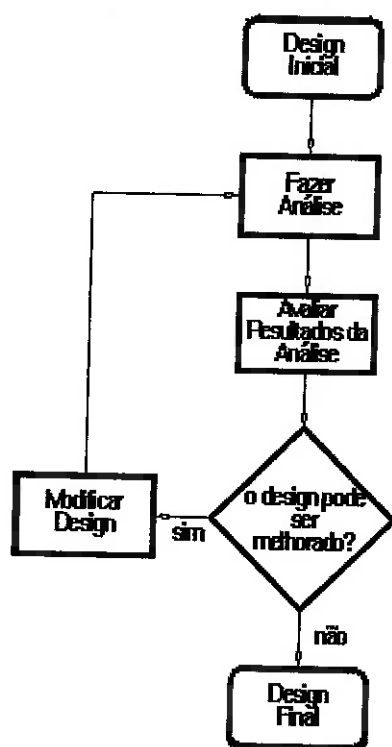 Design
Inicial
Fazer
Análise
Avaliar
Resultados da
Análise
o design pode
ser
melhorado?
sim
Modificar
Design
não
Design
Final